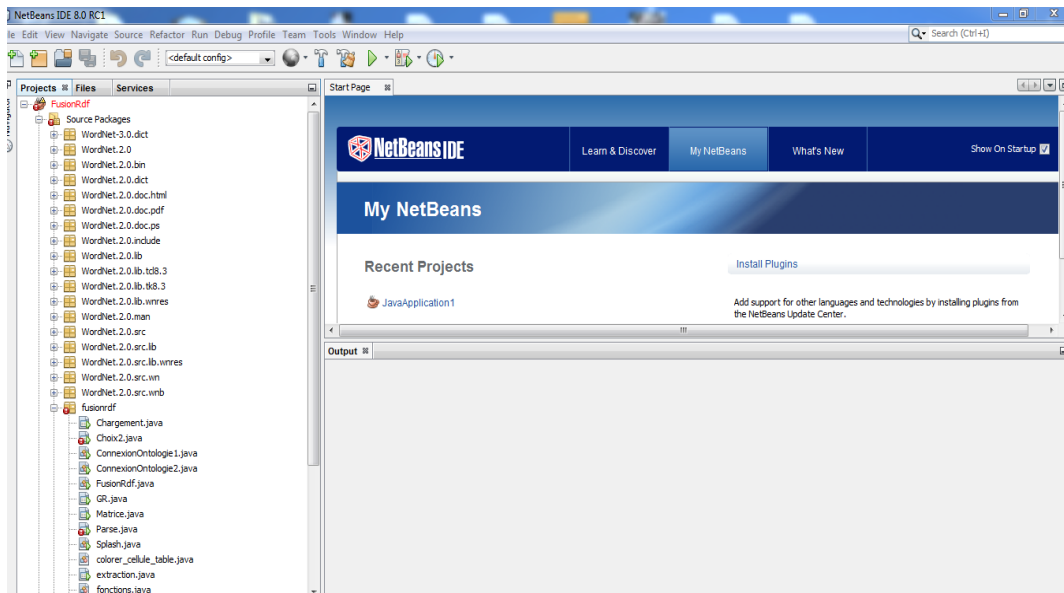 NetBeans IDE 8.0 RC1
Edit View Navigate Source Refactor Run Debug Profile Team Tools Window Help
Search (Ctrl+I)
<default config>
Projects Files Services
FusionRdf
Source Packages
WordNet-3.0.dict
WordNet.2.0
WordNet.2.0.bin
WordNet.2.0.dict
WordNet.2.0.doc.html
WordNet.2.0.doc.pdf
WordNet.2.0.doc.ps
WordNet.2.0.include
WordNet.2.0.lib
WordNet.2.0.lib.tcl8.3
WordNet.2.0.lib.tk8.3
WordNet.2.0.lib.wnres
WordNet.2.0.man
WordNet.2.0.src
WordNet.2.0.src.lib
WordNet.2.0.src.lib.wnres
WordNet.2.0.src.wn
WordNet.2.0.src.wnb
fusionrdf
Chargement.java
Choix2.java
ConnexionOntologie1.java
ConnexionOntologie2.java
FusionRdf.java
GR.java
Matrice.java
Parse.java
Splash.java
colorer_cellule_table.java
extraction.java
fonctions.java
Start Page
NetBeans IDE
Learn & Discover
My NetBeans
What's New
Show On Startup
My NetBeans
Recent Projects
JavaApplication1
Install Plugins
Add support for other languages and technologies by installing plugins from
the NetBeans Update Center.
Output